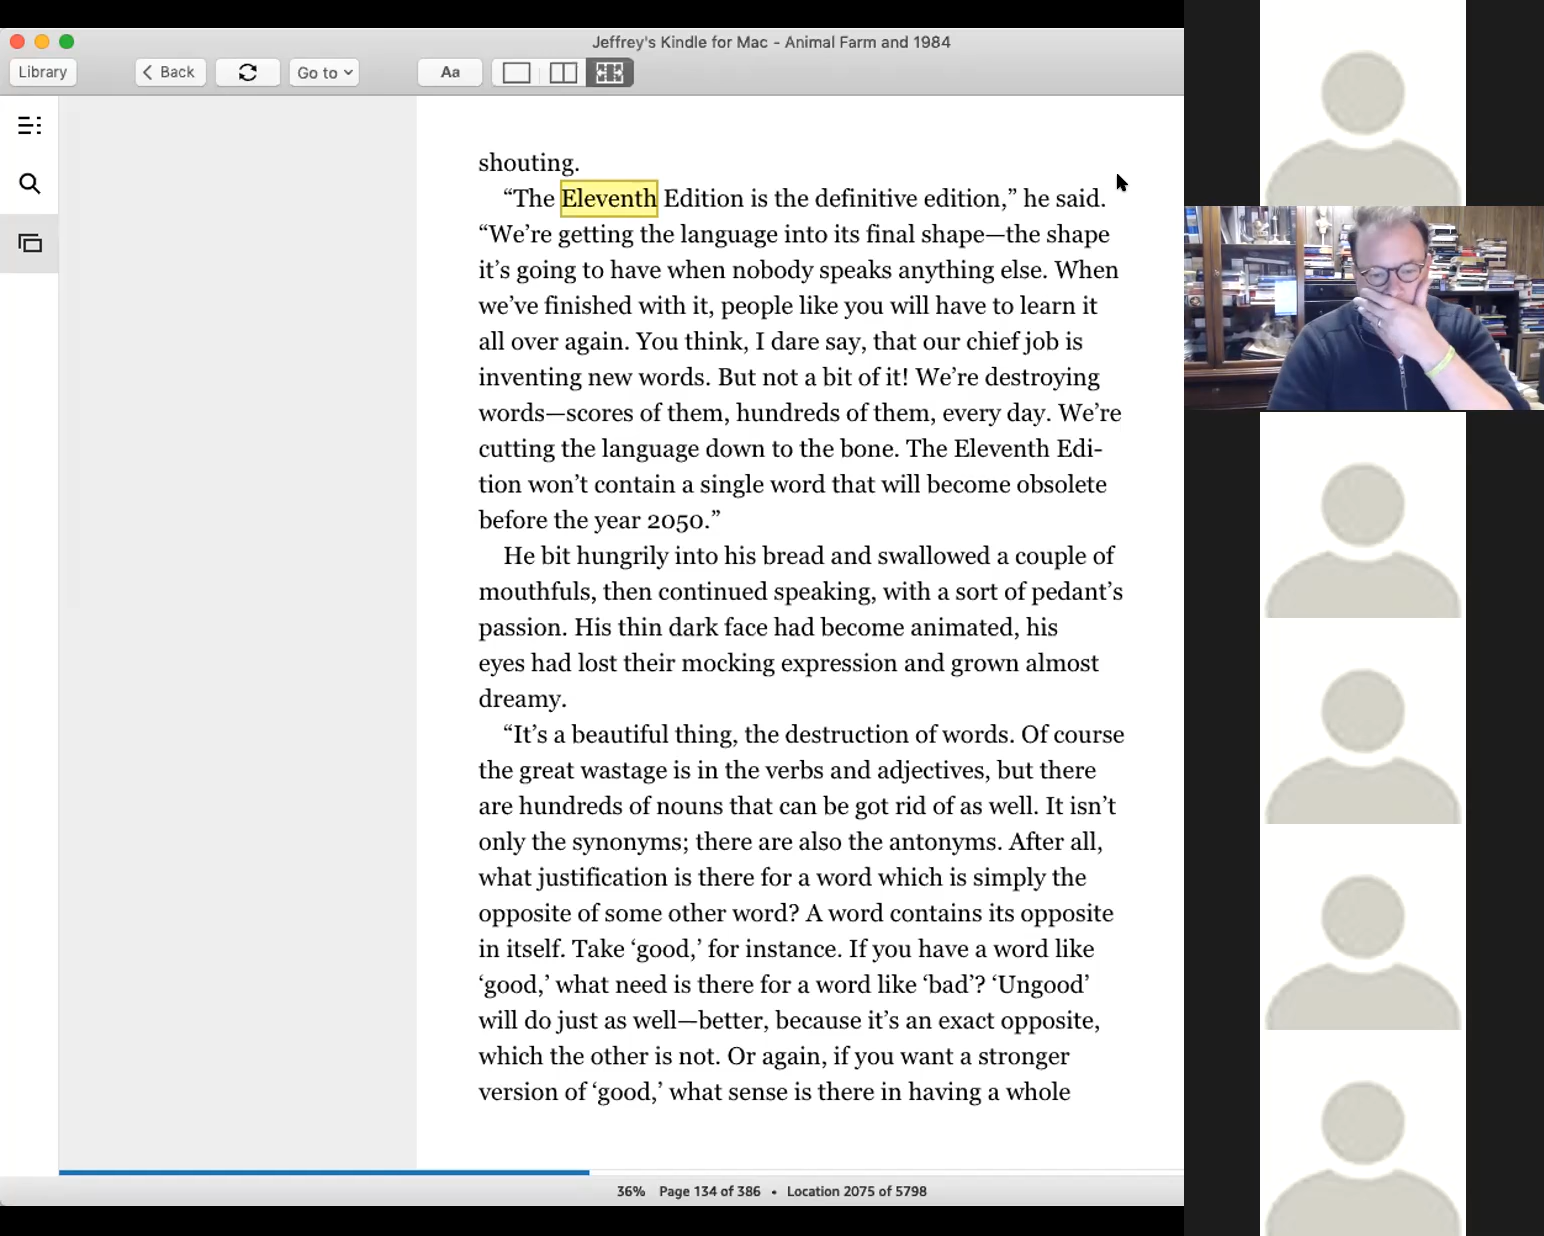 Jeffrey's Kindle for Mac - Animal Farm and 1984
Library
Back
Go to
Aa
shouting.
“The Eleventh Edition is the definitive edition,” he said.
“We’re getting the language into its final shape—the shape
it’s going to have when nobody speaks anything else. When
we’ve finished with it, people like you will have to learn it
all over again. You think, I dare say, that our chief job is
inventing new words. But not a bit of it! We’re destroying
words—scores of them, hundreds of them, every day. We’re
cutting the language down to the bone. The Eleventh Edi-
tion won’t contain a single word that will become obsolete
before the year 2050.”
He bit hungrily into his bread and swallowed a couple of
mouthfuls, then continued speaking, with a sort of pedant’s
passion. His thin dark face had become animated, his
eyes had lost their mocking expression and grown almost
dreamy.
“It’s a beautiful thing, the destruction of words. Of course
the great wastage is in the verbs and adjectives, but there
are hundreds of nouns that can be got rid of as well. It isn’t
only the synonyms; there are also the antonyms. After all,
what justification is there for a word which is simply the
opposite of some other word? A word contains its opposite
in itself. Take ‘good,’ for instance. If you have a word like
‘good,’ what need is there for a word like ‘bad’? ‘Ungood’
will do just as well—better, because it’s an exact opposite,
which the other is not. Or again, if you want a stronger
version of ‘good,’ what sense is there in having a whole
36% Page 134 of 386 • Location 2075 of 5798